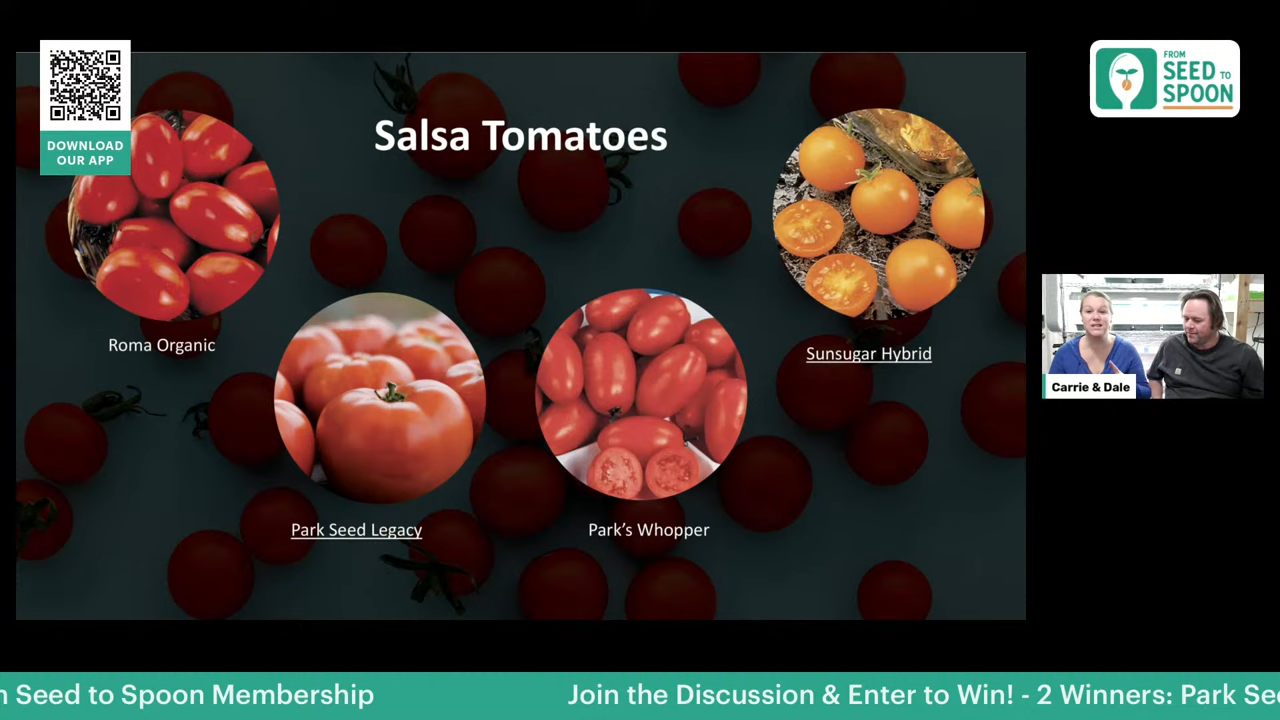 DOWNLOAD
OUR APP
FROM
SEED TO
SPOON
Salsa Tomatoes
Roma Organic
Sunsugar Hybrid
Park Seed Legacy
Park's Whopper
Carrie & Dale
Seed to Spoon Membership
Join the Discussion & Enter to Win! - 2 Winners: Park